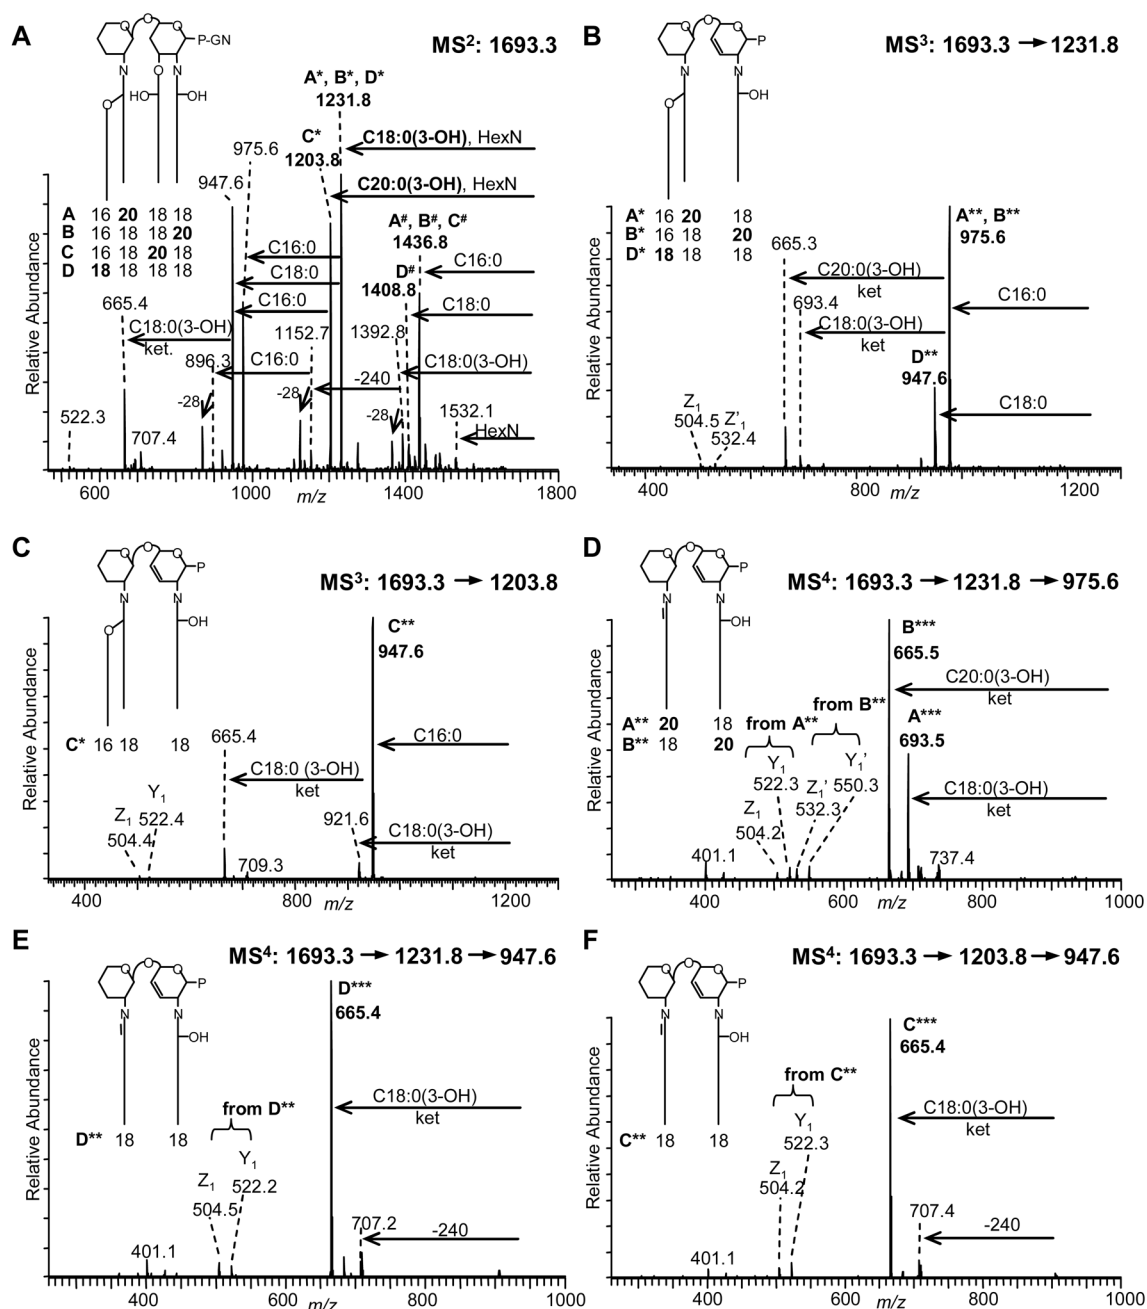 A
MS²: 1693.3
P-GN
O
O
O
N
O
N
O
HO
OH
A*, B*, D*
1231.8
C*
1203.8
975.6
947.6
C18:0(3-OH), HexN
C20:0(3-OH), HexN
A#, B#, C#
1436.8
C16:0
C18:0
C16:0
D#
1408.8
C16:0
C18:0
A 16 20 18 18
B 16 18 18 20
C 16 18 20 18
D 18 18 18 18
665.4
C18:0(3-OH)
ket.
1152.7
1392.8
896.3
C16:0
C18:0(3-OH)
-240
-28
-28
-28
522.3
707.4
1532.1
HexN
Relative Abundance
600
1000
1400
1800
m/z
B
MS³: 1693.3 → 1231.8
O
O
O
P
N
N
O
OH
A* 16 20 18
B* 16 18 20
D* 18 18 18
A**, B**
975.6
665.3
C20:0(3-OH)
ket
693.4
C18:0(3-OH)
ket
C16:0
D**
947.6
C18:0
Z₁
504.5
Z'₁
532.4
Relative Abundance
400
800
1200
m/z
C
MS³: 1693.3 → 1203.8
O
O
O
P
N
N
O
OH
C* 16 18 18
C**
947.6
C16:0
665.4
C18:0 (3-OH)
ket
Y₁
Z₁ 522.4
504.4
921.6
C18:0(3-OH)
ket
709.3
Relative Abundance
400
800
1200
m/z
D
MS⁴: 1693.3 → 1231.8 → 975.6
O
O
O
P
N
N
OH
A** 20 18
B** 18 20
B***
665.5
C20:0(3-OH)
ket
from B**
from A**
A***
693.5
Y₁
522.3
Y₁'
Z₁' 550.3
532.3
Z₁
504.2
C18:0(3-OH)
ket
401.1
737.4
Relative Abundance
400
600
800
1000
m/z
E
MS⁴: 1693.3 → 1231.8 → 947.6
O
O
O
P
N
N
OH
D** 18 18
D***
665.4
C18:0(3-OH)
ket
from D**
Y₁
Z₁ 522.2
504.5
707.2
-240
401.1
Relative Abundance
400
600
800
1000
m/z
F
MS⁴: 1693.3 → 1203.8 → 947.6
O
O
O
P
N
N
OH
C** 18 18
C***
665.4
from C**
C18:0(3-OH)
ket
Y₁
522.3
Z₁
504.2
707.4
-240
401.1
Relative Abundance
400
600
800
1000
m/z